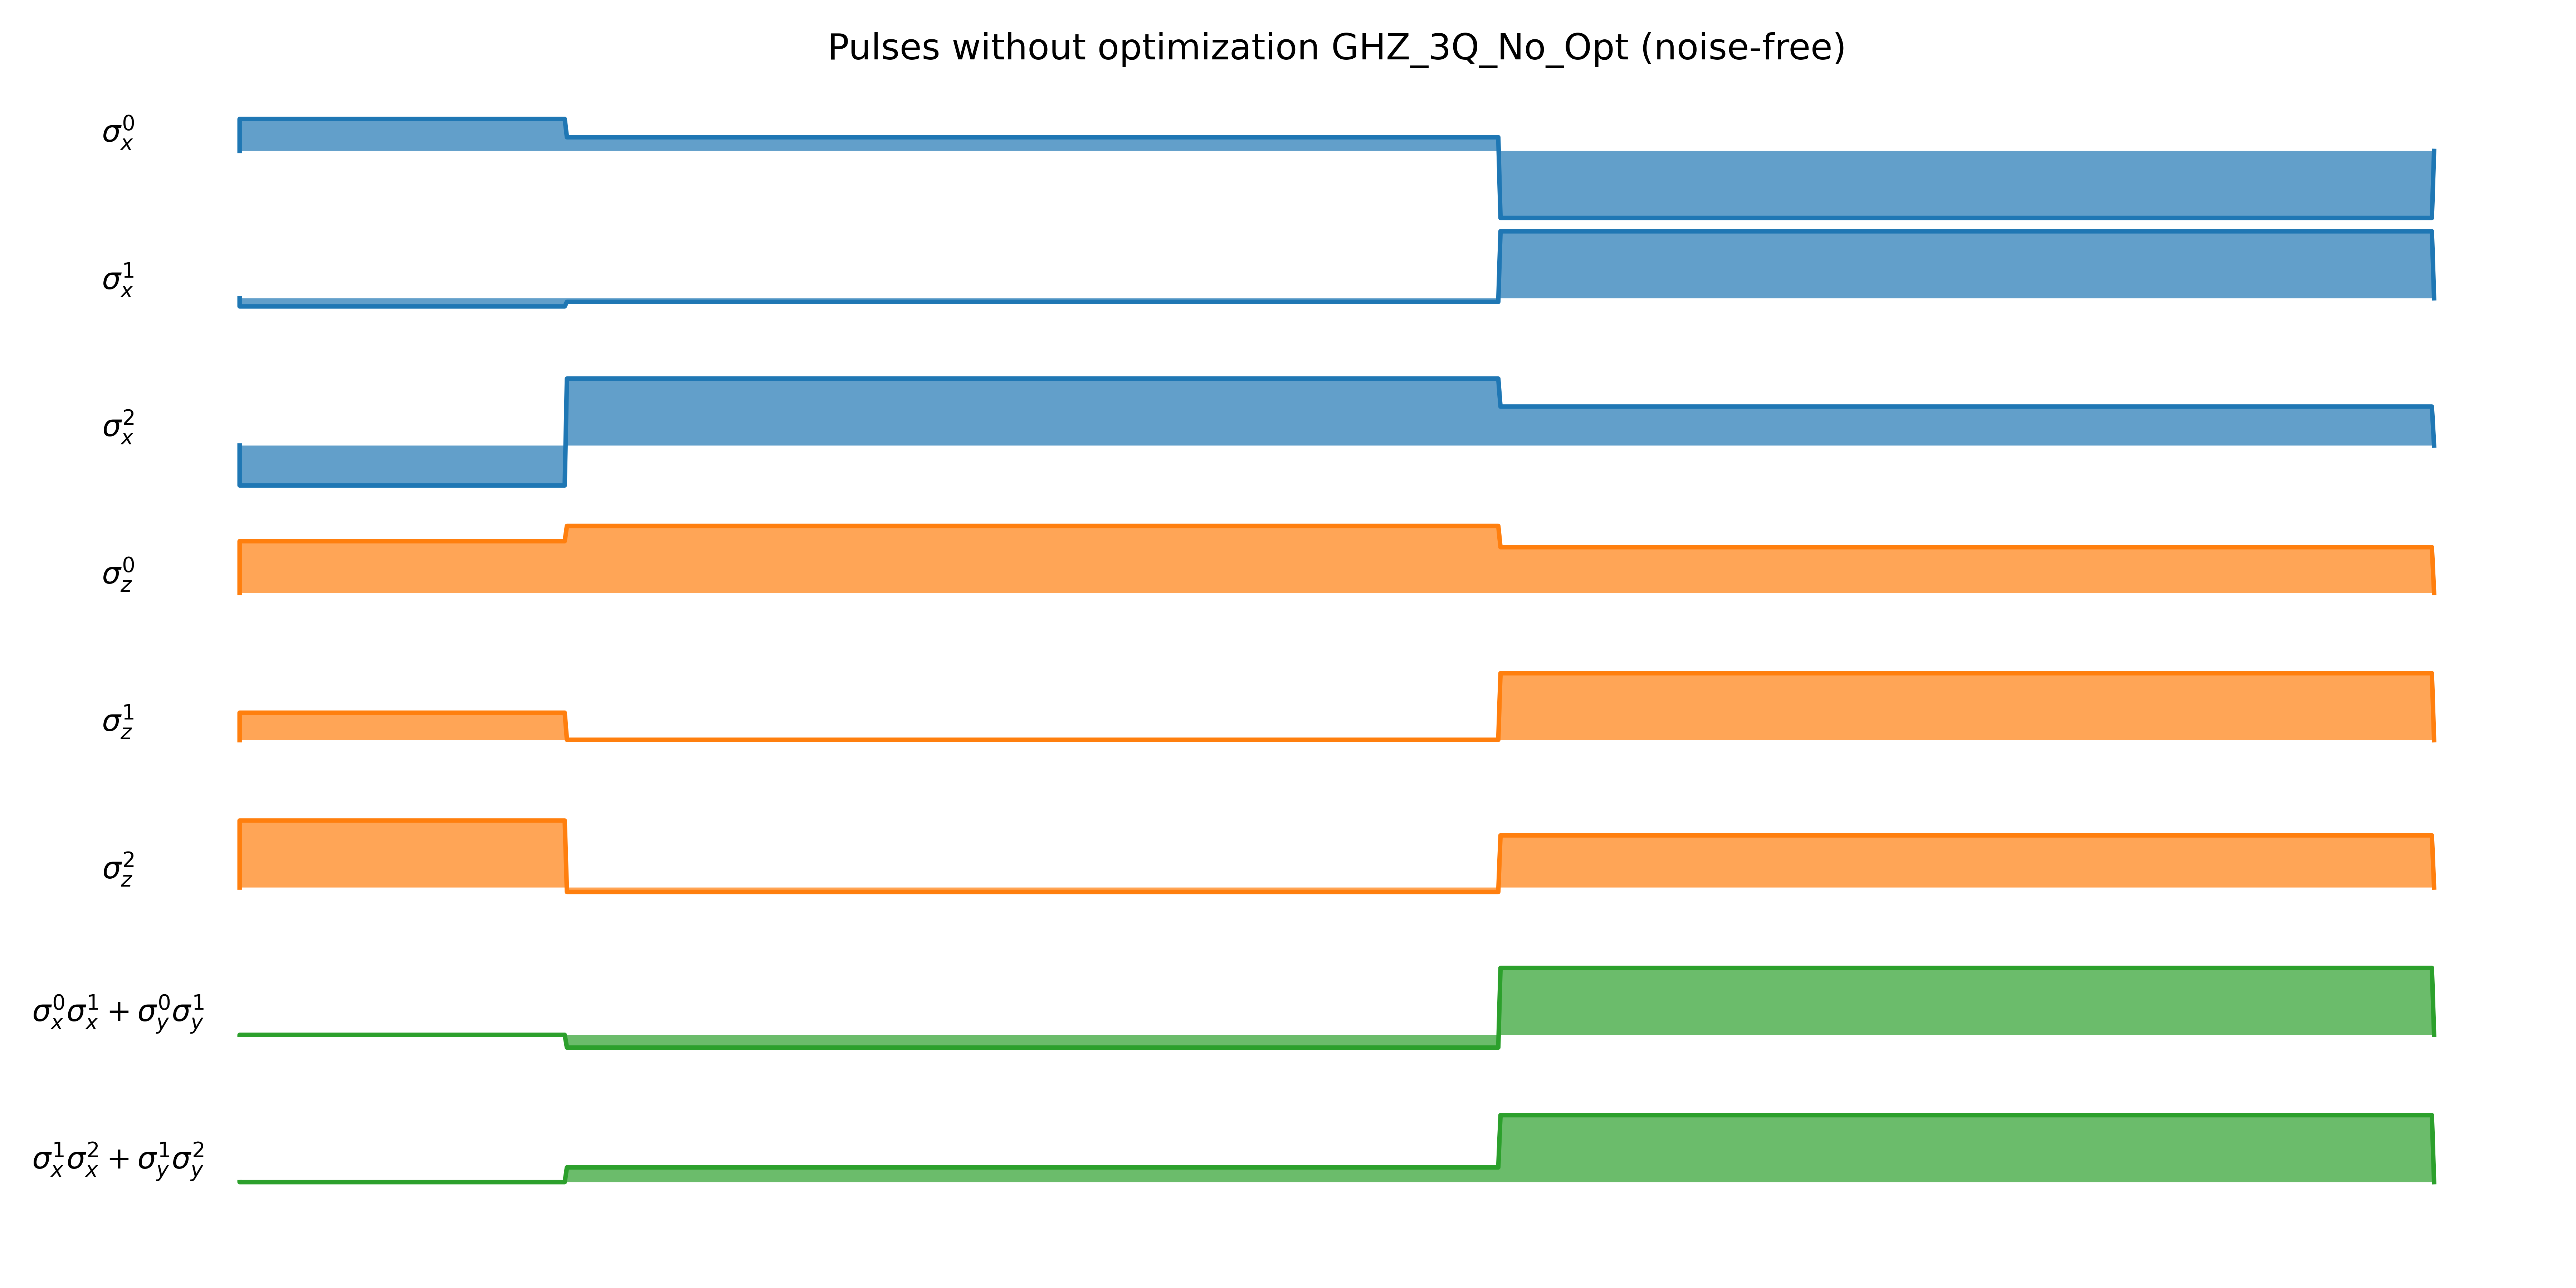 Pulses without optimization GHZ_3Q_No_Opt (noise-free)
σ_x^0
σ_x^1
σ_x^2
σ_z^0
σ_z^1
σ_z^2
σ_x^0σ_x^1 + σ_y^0σ_y^1
σ_x^1σ_x^2 + σ_y^1σ_y^2